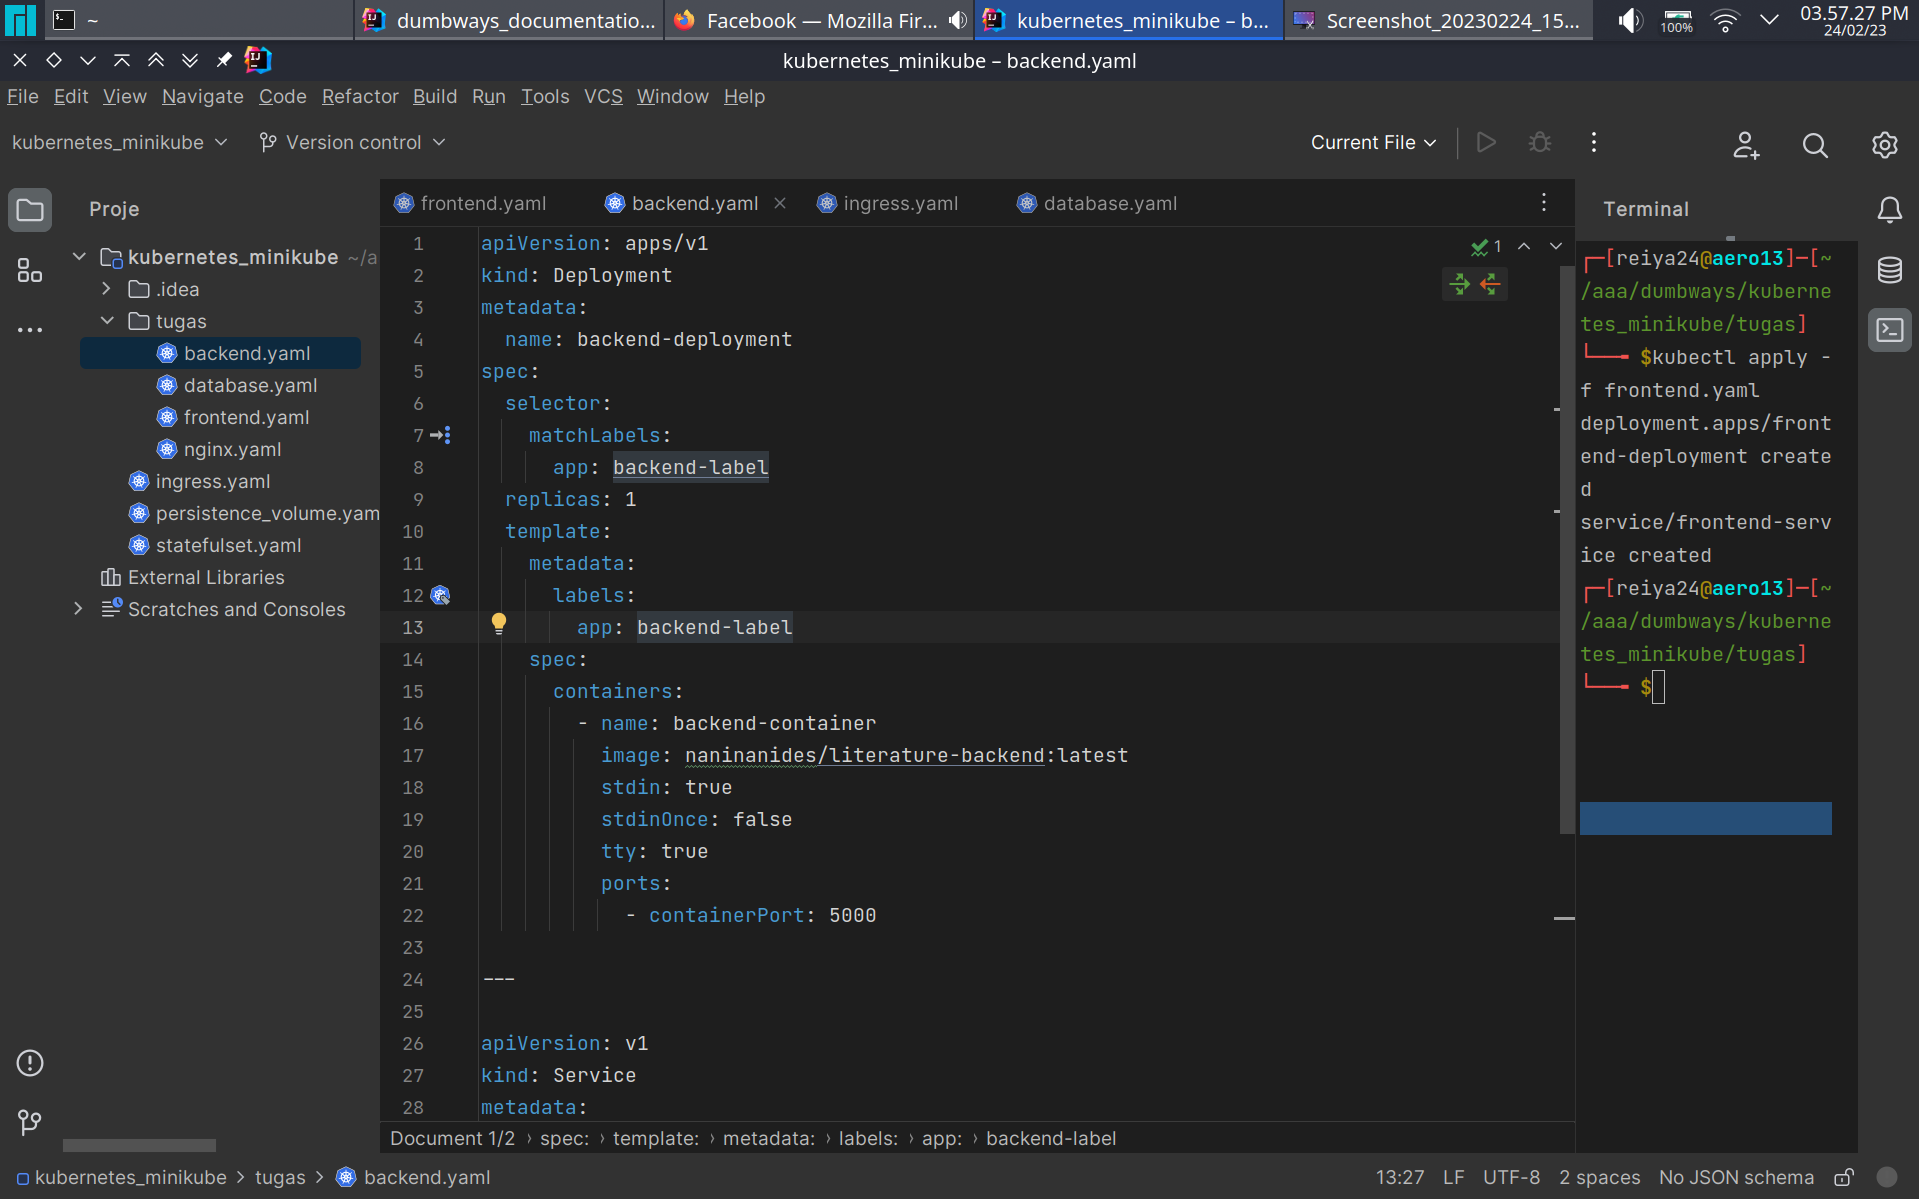 ~
dumbways_documentatio...
Facebook — Mozilla Fir...
kubernetes_minikube – b...
Screenshot_20230224_15...
100%
03.57.27 PM
24/02/23
kubernetes_minikube – backend.yaml
File Edit View Navigate Code Refactor Build Run Tools VCS Window Help
kubernetes_minikube
Version control
Current File
Proje
kubernetes_minikube ~/a
.idea
tugas
backend.yaml
database.yaml
frontend.yaml
nginx.yaml
ingress.yaml
persistence_volume.yam
statefulset.yaml
External Libraries
Scratches and Consoles
frontend.yaml
backend.yaml
ingress.yaml
database.yaml
1
1 apiVersion: apps/v1
2 kind: Deployment
3 metadata:
4 name: backend-deployment
5 spec:
6 selector:
7 matchLabels:
8 app: backend-label
9 replicas: 1
10 template:
11 metadata:
12 labels:
13 app: backend-label
14 spec:
15 containers:
16 - name: backend-container
17 image: naninanides/literature-backend:latest
18 stdin: true
19 stdinOnce: false
20 tty: true
21 ports:
22 - containerPort: 5000
23
24 ---
25
26 apiVersion: v1
27 kind: Service
28 metadata:
Document 1/2 › spec: › template: › metadata: › labels: › app: › backend-label
Terminal
┌─[reiya24@aero13]─[~
/aaa/dumbways/kuberne
tes_minikube/tugas]
└──╼ $kubectl apply -
f frontend.yaml
deployment.apps/front
end-deployment create
d
service/frontend-serv
ice created
┌─[reiya24@aero13]─[~
/aaa/dumbways/kuberne
tes_minikube/tugas]
└──╼ $
kubernetes_minikube > tugas > backend.yaml
13:27 LF UTF-8 2 spaces No JSON schema